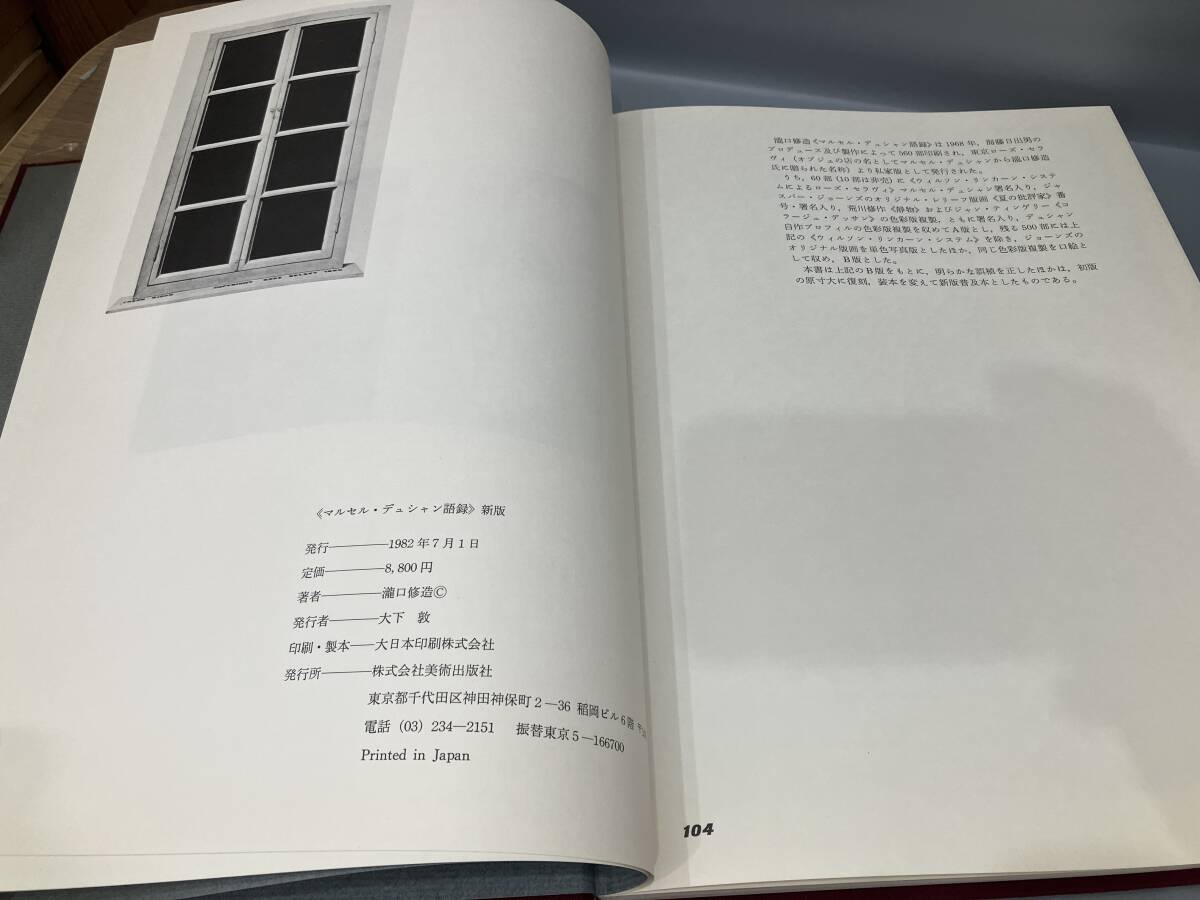 《マルセル・デュシャン語録》新版
発行————1982年7月1日
定価————8,800円
著者————瀧口修造Ⓒ
発行者———大下 敦
印刷・製本——大日本印刷株式会社
発行所———株式会社美術出版社
東京都千代田区神田神保町2—36 稲岡ビル6階
電話 (03) 234—2151 振替東京5—166700
Printed in Japan
瀧口修造《マルセル・デュシャン語録》は1968年,海藤日出男の
プロデュース及び製作によって560部印刷され,東京ローズ・セラ
ヴィ(オブジェの店の名としてマルセル・デュシャンから瀧口修造
氏に贈られた名称)より私家版として発行された。
うち,60部(10部は非売)に《ウィルソン・リンカーン・システ
ムによるローズ・セラヴィ》マルセル・デュシャン署名入り,ジャ
スパー・ジョーンズのオリジナル・レリーフ版画《夏の批評家》番
号・署名入り,荒川修作《静物》およびジャン・ティンゲリー《コ
ラージュ・デッサン》の色彩版複製,ともに署名入り,デュシャン
自作プロフィルの色彩版複製を収めてA版とし,残る500部には上
記の《ウィルソン・リンカーン・システム》を除き,ジョーンズの
オリジナル版画を単色写真版としたほか,同じ色彩版複製を口絵と
して収め,B版とした。
本書は上記のB版をもとに,明らかな誤植を正したほかは,初版
の原寸大に復刻,装本を変えて新版普及本としたものである。
104